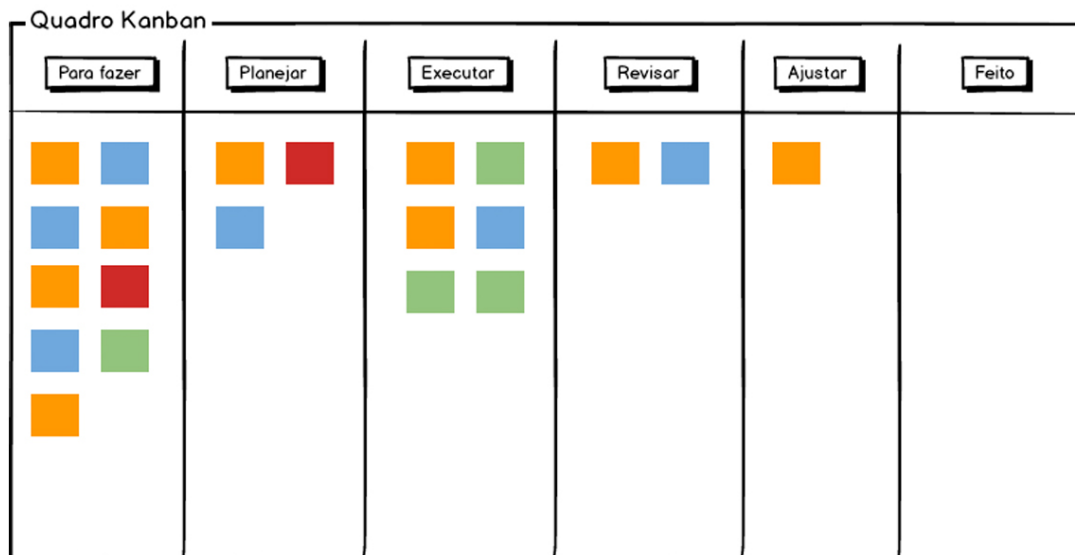 Quadro Kanban
Para fazer
Planejar
Executar
Revisar
Ajustar
Feito